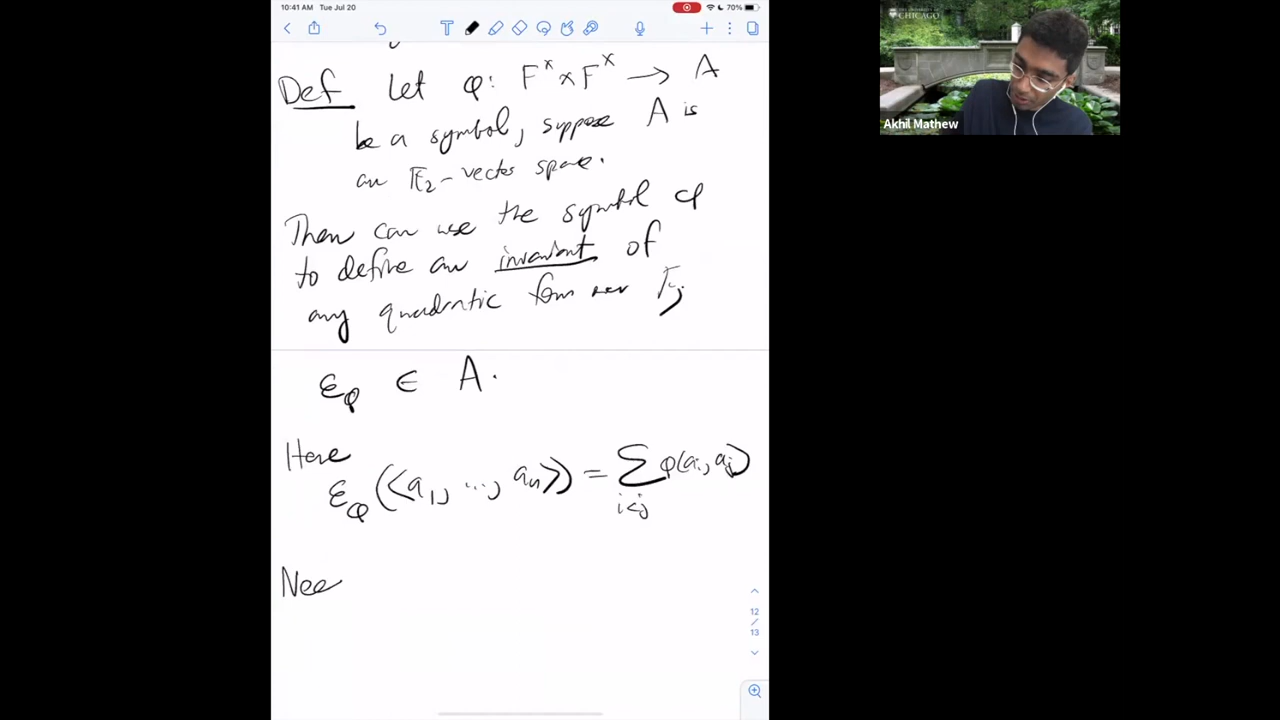 10:41 AM Tue Jul 20
70%
Def Let φ: F^× × F^× → A
be a symbol, suppose A is
an F₂-vector space.
Then can use the symbol φ
to define an invariant of
any quadratic form over F;
ε_φ ∈ A.
Here
ε_φ(<a₁, ..., aₙ>) = Σ_{i<j} φ(a_i, a_j)
Nee
12
/
13
CHICAGO
Akhil Mathew